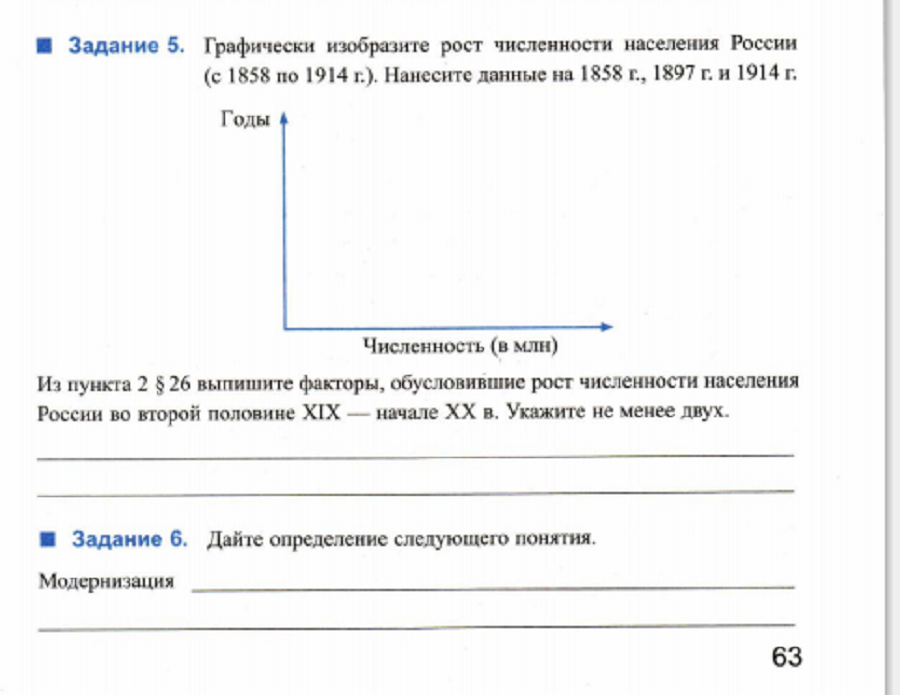 Задание 5. Графически изобразите рост численности населения России
(с 1858 по 1914 г.). Нанесите данные на 1858 г., 1897 г. и 1914 г.
Годы
Численность (в млн)
Из пункта 2 § 26 выпишите факторы, обусловившие рост численности населения
России во второй половине XIX — начале XX в. Укажите не менее двух.
Задание 6. Дайте определение следующего понятия.
Модернизация
63